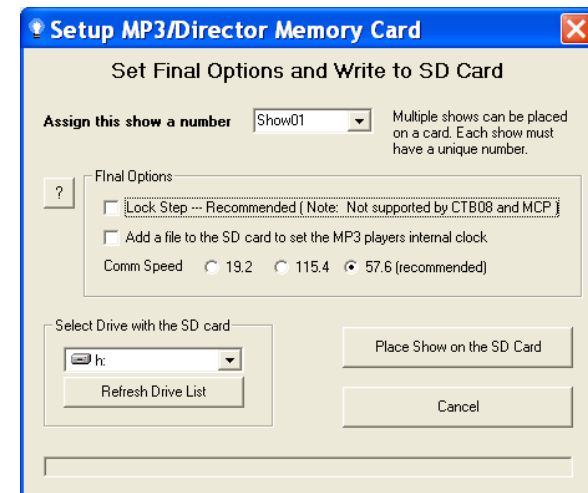 Setup MP3/Director Memory Card
Set Final Options and Write to SD Card
Assign this show a number
Show01
Multiple shows can be placed
on a card. Each show must
have a unique number.
?
FInal Options
Lock Step --- Recommended ( Note:  Not supported by CTB08 and MCP )
Add a file to the SD card to set the MP3 players internal clock
Comm Speed 19.2 115.4 57.6 (recommended)
Select Drive with the SD card
h:
Refresh Drive List
Place Show on the SD Card
Cancel